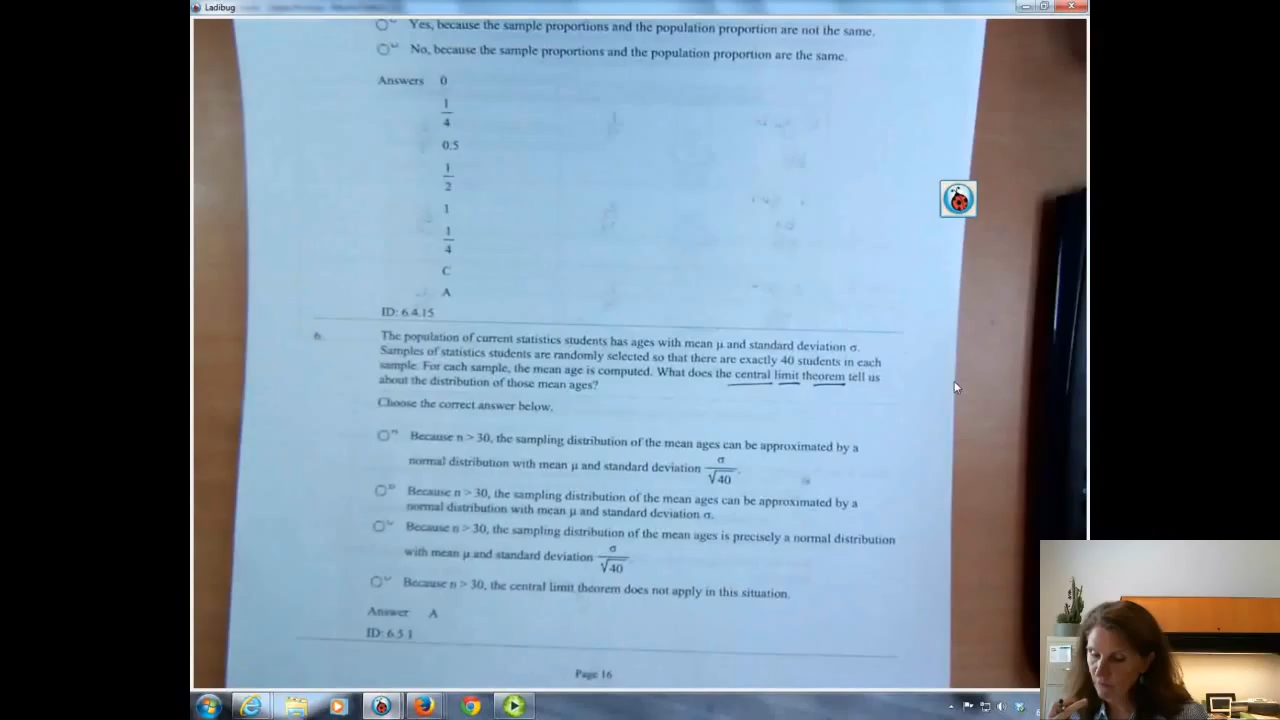 Ladibug
Yes, because the sample proportions and the population proportion are not the same.
No, because the sample proportions and the population proportion are the same.
Answers 0
1
4
0.5
1
2
1
1
4
C
A
ID: 6.4.15
6.
The population of current statistics students has ages with mean μ and standard deviation σ.
Samples of statistics students are randomly selected so that there are exactly 40 students in each
sample. For each sample, the mean age is computed. What does the central limit theorem tell us
about the distribution of those mean ages?
Choose the correct answer below.
Because n > 30, the sampling distribution of the mean ages can be approximated by a
normal distribution with mean μ and standard deviation σ/√40.
Because n > 30, the sampling distribution of the mean ages can be approximated by a
normal distribution with mean μ and standard deviation σ.
Because n > 30, the sampling distribution of the mean ages is precisely a normal distribution
with mean μ and standard deviation σ/√40
Because n > 30, the central limit theorem does not apply in this situation.
Answer A
ID: 6.5.1
Page 16